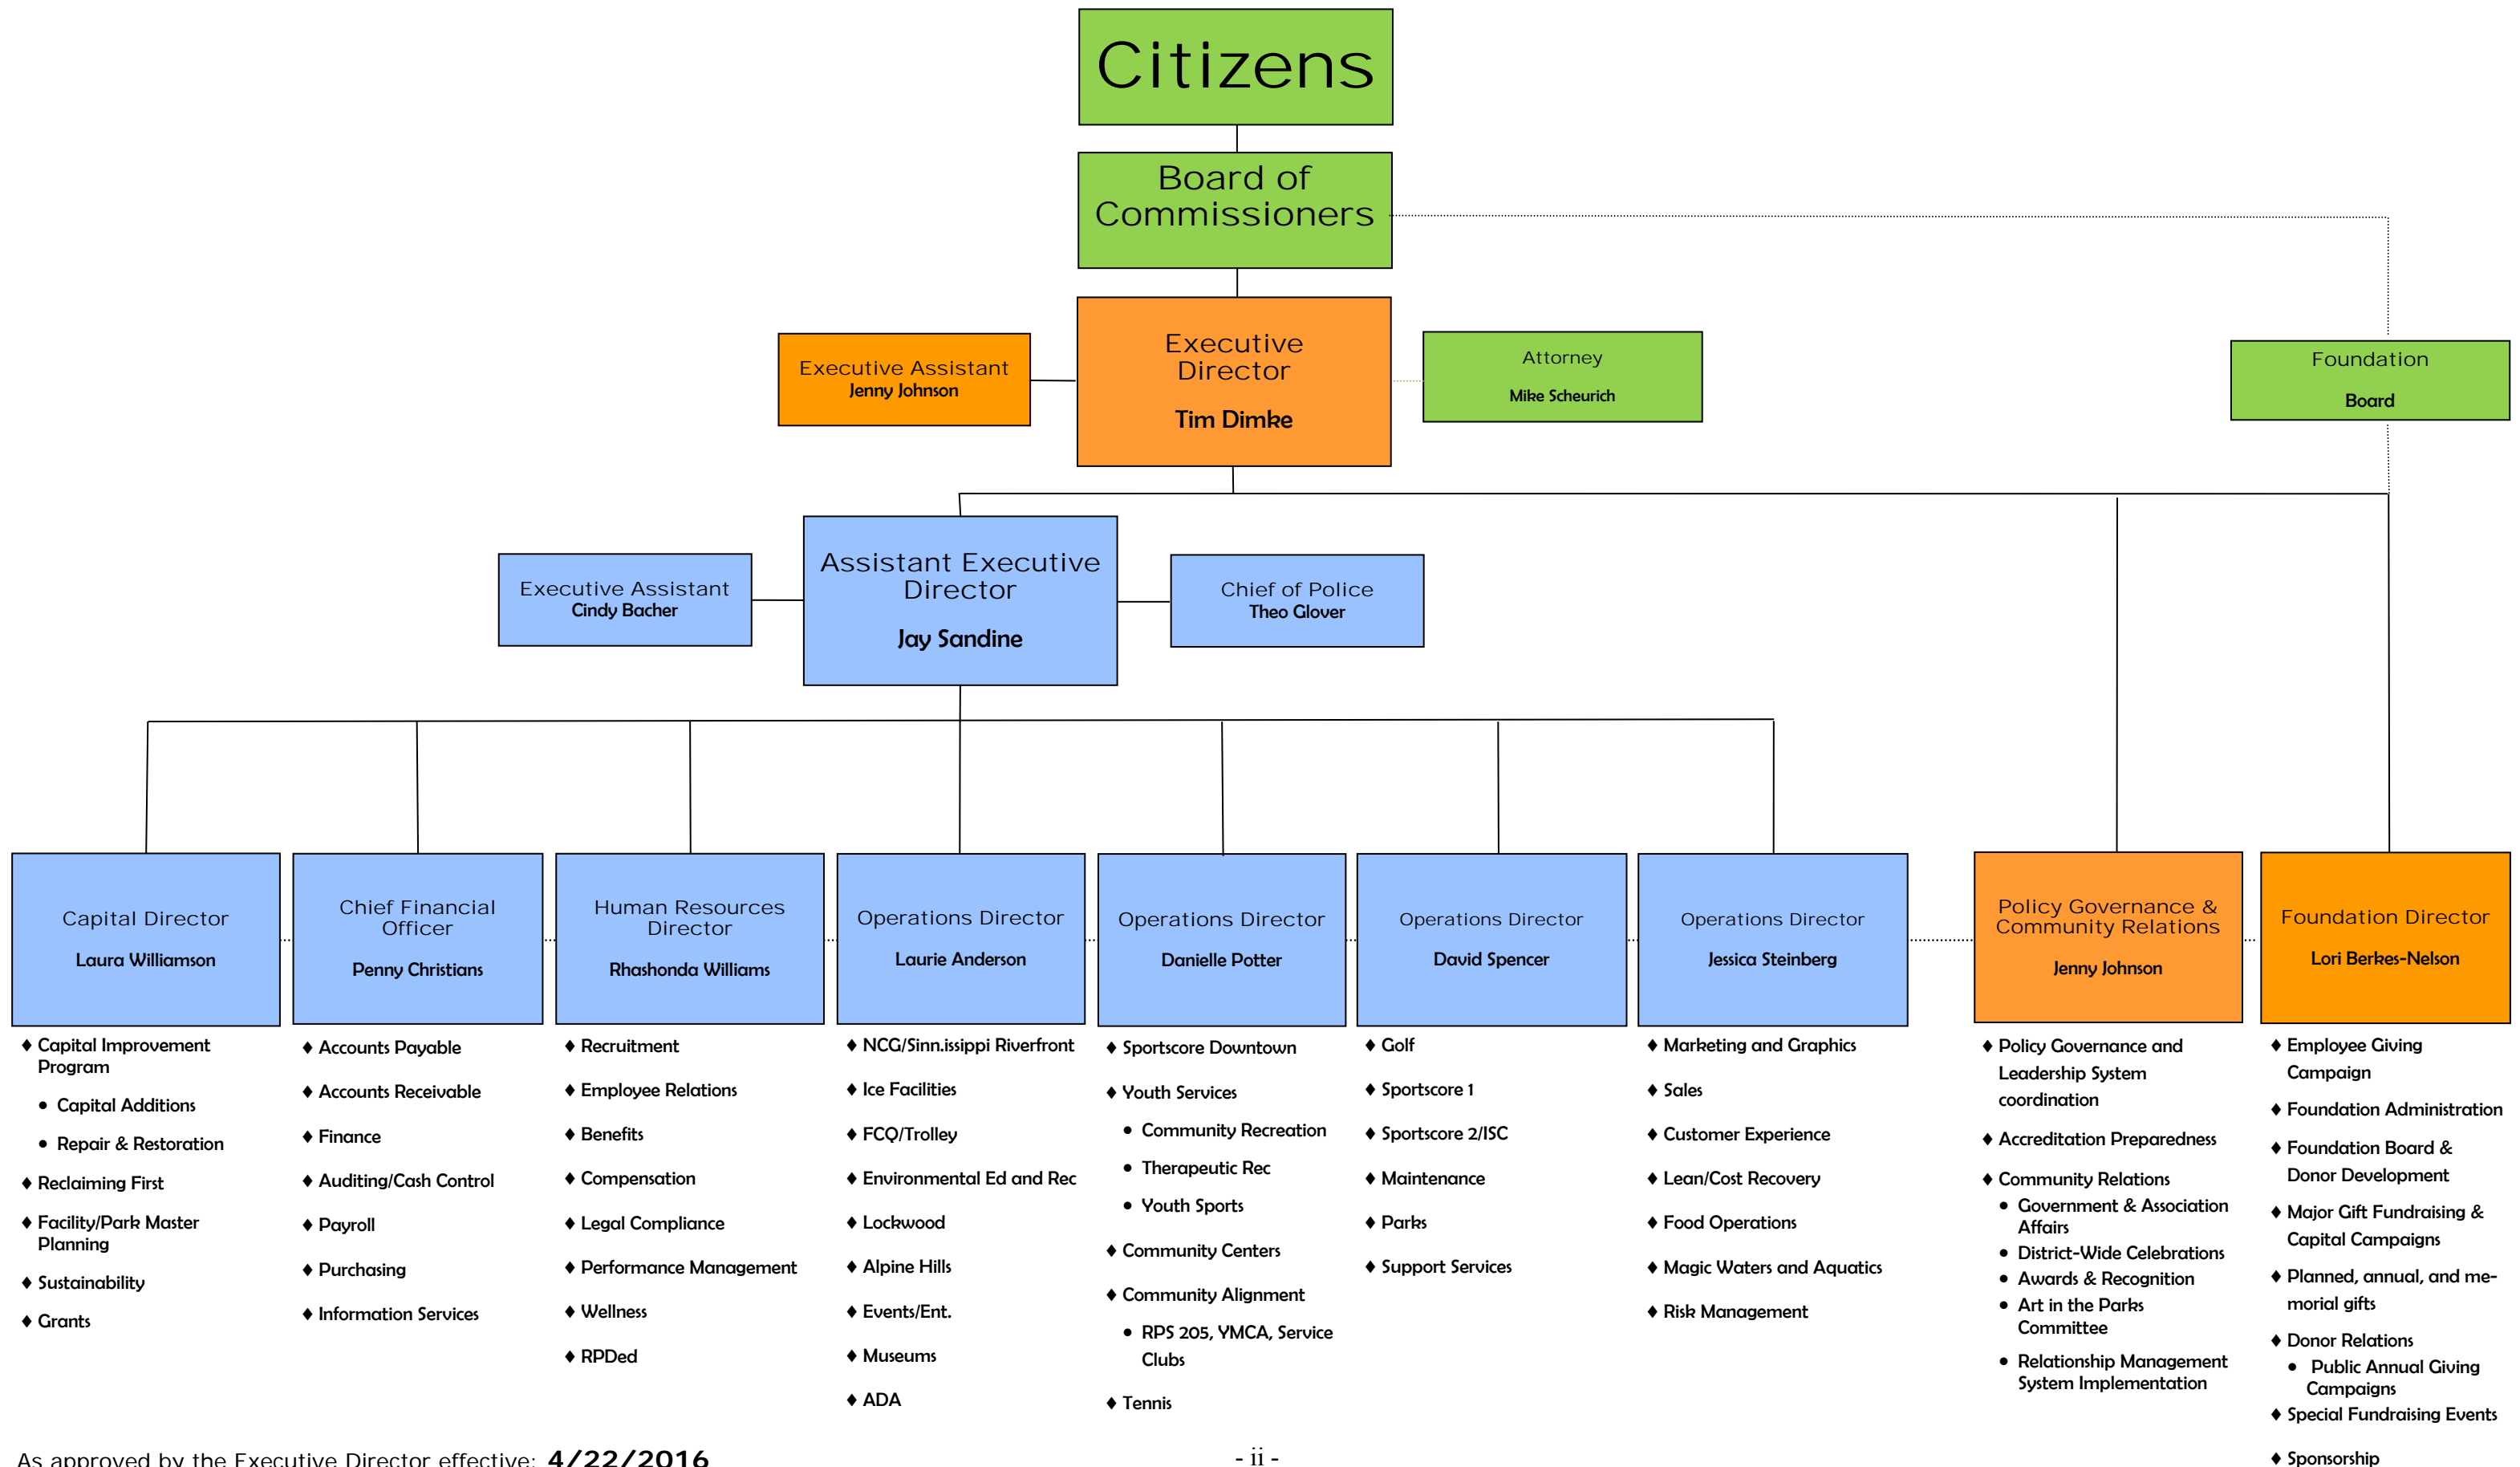 Citizens
Board of
Commissioners
Executive Assistant
Jenny Johnson
Executive
Director
Tim Dimke
Attorney
Mike Scheurich
Foundation
Board
Executive Assistant
Cindy Bacher
Assistant Executive
Director
Jay Sandine
Chief of Police
Theo Glover
Capital Director
Laura Williamson
♦ Capital Improvement
Program
• Capital Additions
• Repair & Restoration
♦ Reclaiming First
♦ Facility/Park Master
Planning
♦ Sustainability
♦ Grants
Chief Financial
Officer
Penny Christians
♦ Accounts Payable
♦ Accounts Receivable
♦ Finance
♦ Auditing/Cash Control
♦ Payroll
♦ Purchasing
♦ Information Services
Human Resources
Director
Rhashonda Williams
♦ Recruitment
♦ Employee Relations
♦ Benefits
♦ Compensation
♦ Legal Compliance
♦ Performance Management
♦ Wellness
♦ RPDed
Operations Director
Laurie Anderson
♦ NCG/Sinn.issippi Riverfront
♦ Ice Facilities
♦ FCQ/Trolley
♦ Environmental Ed and Rec
♦ Lockwood
♦ Alpine Hills
♦ Events/Ent.
♦ Museums
♦ ADA
Operations Director
Danielle Potter
♦ Sportscore Downtown
♦ Youth Services
• Community Recreation
• Therapeutic Rec
• Youth Sports
♦ Community Centers
♦ Community Alignment
• RPS 205, YMCA, Service
Clubs
♦ Tennis
Operations Director
David Spencer
♦ Golf
♦ Sportscore 1
♦ Sportscore 2/ISC
♦ Maintenance
♦ Parks
♦ Support Services
Operations Director
Jessica Steinberg
♦ Marketing and Graphics
♦ Sales
♦ Customer Experience
♦ Lean/Cost Recovery
♦ Food Operations
♦ Magic Waters and Aquatics
♦ Risk Management
Policy Governance &
Community Relations
Jenny Johnson
♦ Policy Governance and
Leadership System
coordination
♦ Accreditation Preparedness
♦ Community Relations
• Government & Association
Affairs
• District-Wide Celebrations
• Awards & Recognition
• Art in the Parks
Committee
• Relationship Management
System Implementation
Foundation Director
Lori Berkes-Nelson
♦ Employee Giving
Campaign
♦ Foundation Administration
♦ Foundation Board &
Donor Development
♦ Major Gift Fundraising &
Capital Campaigns
♦ Planned, annual, and me-
morial gifts
♦ Donor Relations
• Public Annual Giving
Campaigns
♦ Special Fundraising Events
♦ Sponsorship
As approved by the Executive Director effective: 4/22/2016
- ii -